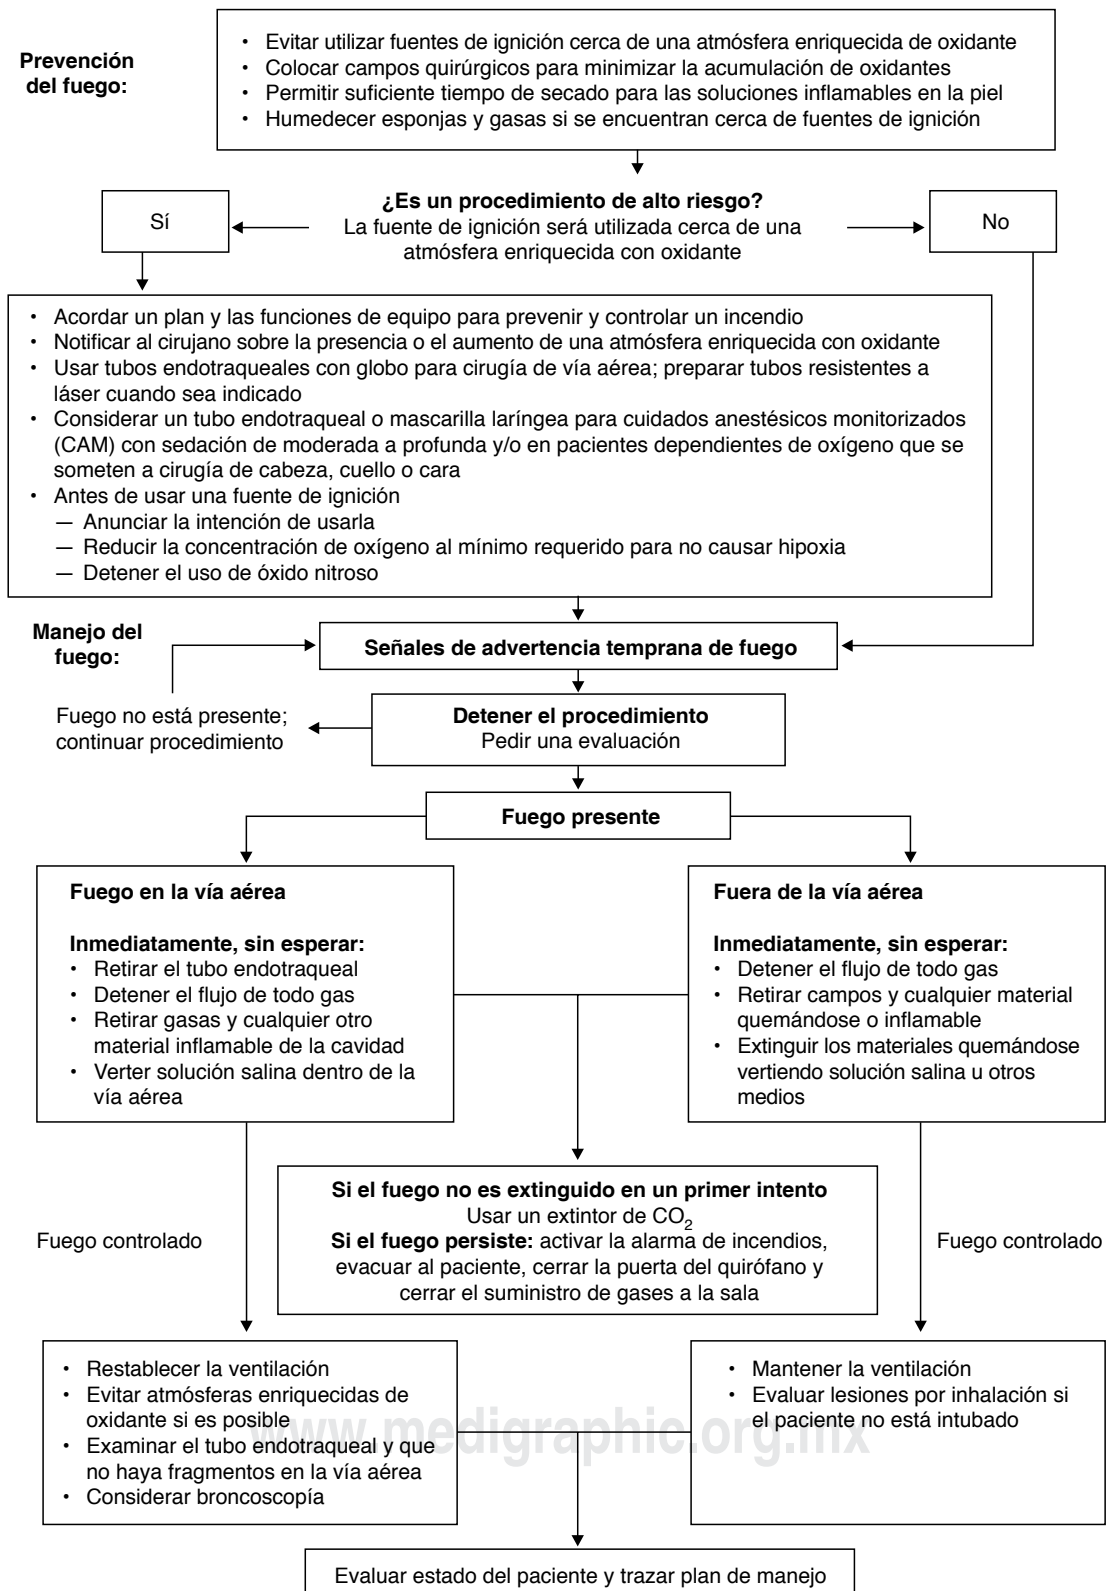 Prevención
del fuego:
• Evitar utilizar fuentes de ignición cerca de una atmósfera enriquecida de oxidante
• Colocar campos quirúrgicos para minimizar la acumulación de oxidantes
• Permitir suficiente tiempo de secado para las soluciones inflamables en la piel
• Humedecer esponjas y gasas si se encuentran cerca de fuentes de ignición
Sí
¿Es un procedimiento de alto riesgo?
La fuente de ignición será utilizada cerca de una
atmósfera enriquecida con oxidante
No
• Acordar un plan y las funciones de equipo para prevenir y controlar un incendio
• Notificar al cirujano sobre la presencia o el aumento de una atmósfera enriquecida con oxidante
• Usar tubos endotraqueales con globo para cirugía de vía aérea; preparar tubos resistentes a
láser cuando sea indicado
• Considerar un tubo endotraqueal o mascarilla laríngea para cuidados anestésicos monitorizados
(CAM) con sedación de moderada a profunda y/o en pacientes dependientes de oxígeno que se
someten a cirugía de cabeza, cuello o cara
• Antes de usar una fuente de ignición
— Anunciar la intención de usarla
— Reducir la concentración de oxígeno al mínimo requerido para no causar hipoxia
— Detener el uso de óxido nitroso
Manejo del
fuego:
Señales de advertencia temprana de fuego
Fuego no está presente;
continuar procedimiento
Detener el procedimiento
Pedir una evaluación
Fuego presente
Fuego en la vía aérea
Inmediatamente, sin esperar:
• Retirar el tubo endotraqueal
• Detener el flujo de todo gas
• Retirar gasas y cualquier otro
material inflamable de la cavidad
• Verter solución salina dentro de la
vía aérea
Fuera de la vía aérea
Inmediatamente, sin esperar:
• Detener el flujo de todo gas
• Retirar campos y cualquier material
quemándose o inflamable
• Extinguir los materiales quemándose
vertiendo solución salina u otros
medios
Fuego controlado
Si el fuego no es extinguido en un primer intento
Usar un extintor de CO2
Si el fuego persiste: activar la alarma de incendios,
evacuar al paciente, cerrar la puerta del quirófano y
cerrar el suministro de gases a la sala
Fuego controlado
• Restablecer la ventilación
• Evitar atmósferas enriquecidas de
oxidante si es posible
• Examinar el tubo endotraqueal y que
no haya fragmentos en la vía aérea
• Considerar broncoscopía
• Mantener la ventilación
• Evaluar lesiones por inhalación si
el paciente no está intubado
www.medigraphic.org.mx
Evaluar estado del paciente y trazar plan de manejo